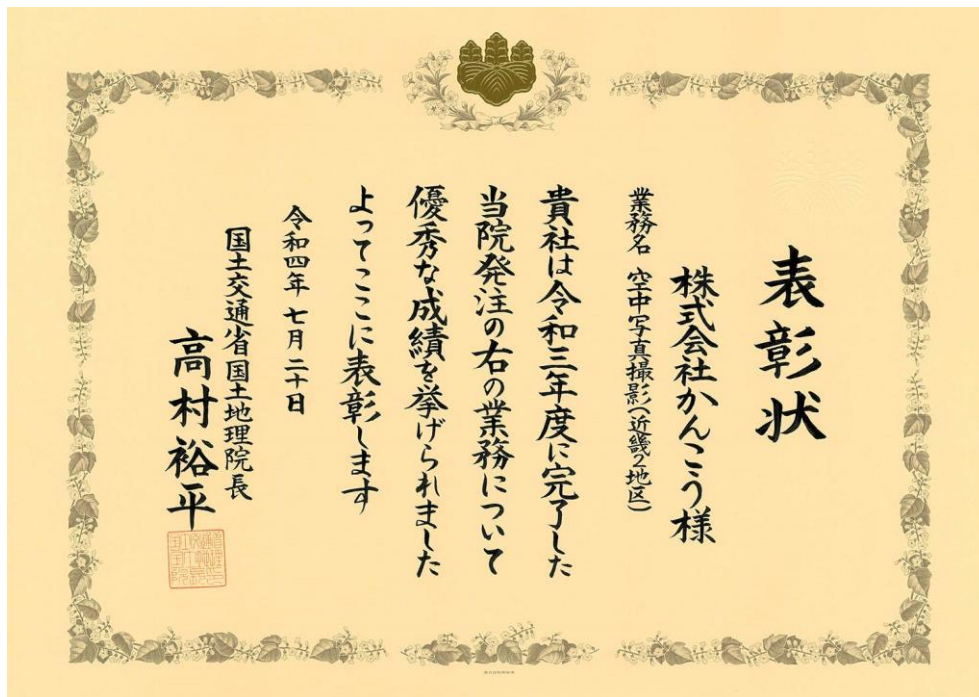 表彰状
株式会社かんこう様
業務名 空中写真撮影(近畿2地区)
貴社は令和三年度に完了した
当院発注の右の業務について
優秀な成績を挙げられました
よってここに表彰します
令和四年七月二十日
国土交通省国土地理院長
高村裕平